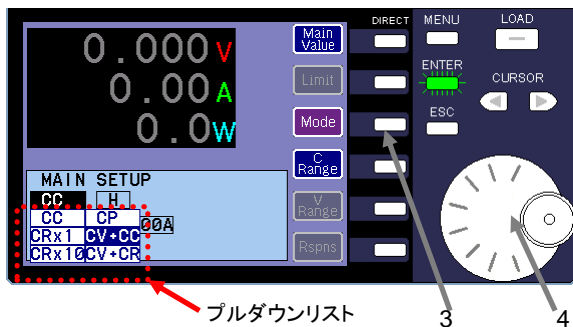 DIRECT
MENU
LOAD
0.000V
Main
Value
0.00A
Limit
ENTER
CURSOR
0.0W
Mode
ESC
C
Range
MAIN SETUP
CC H
V
Range
CC CP
00A
CRx1 CV+CC
CRx10 CV+CR
Rspns
プルダウンリスト
3
4